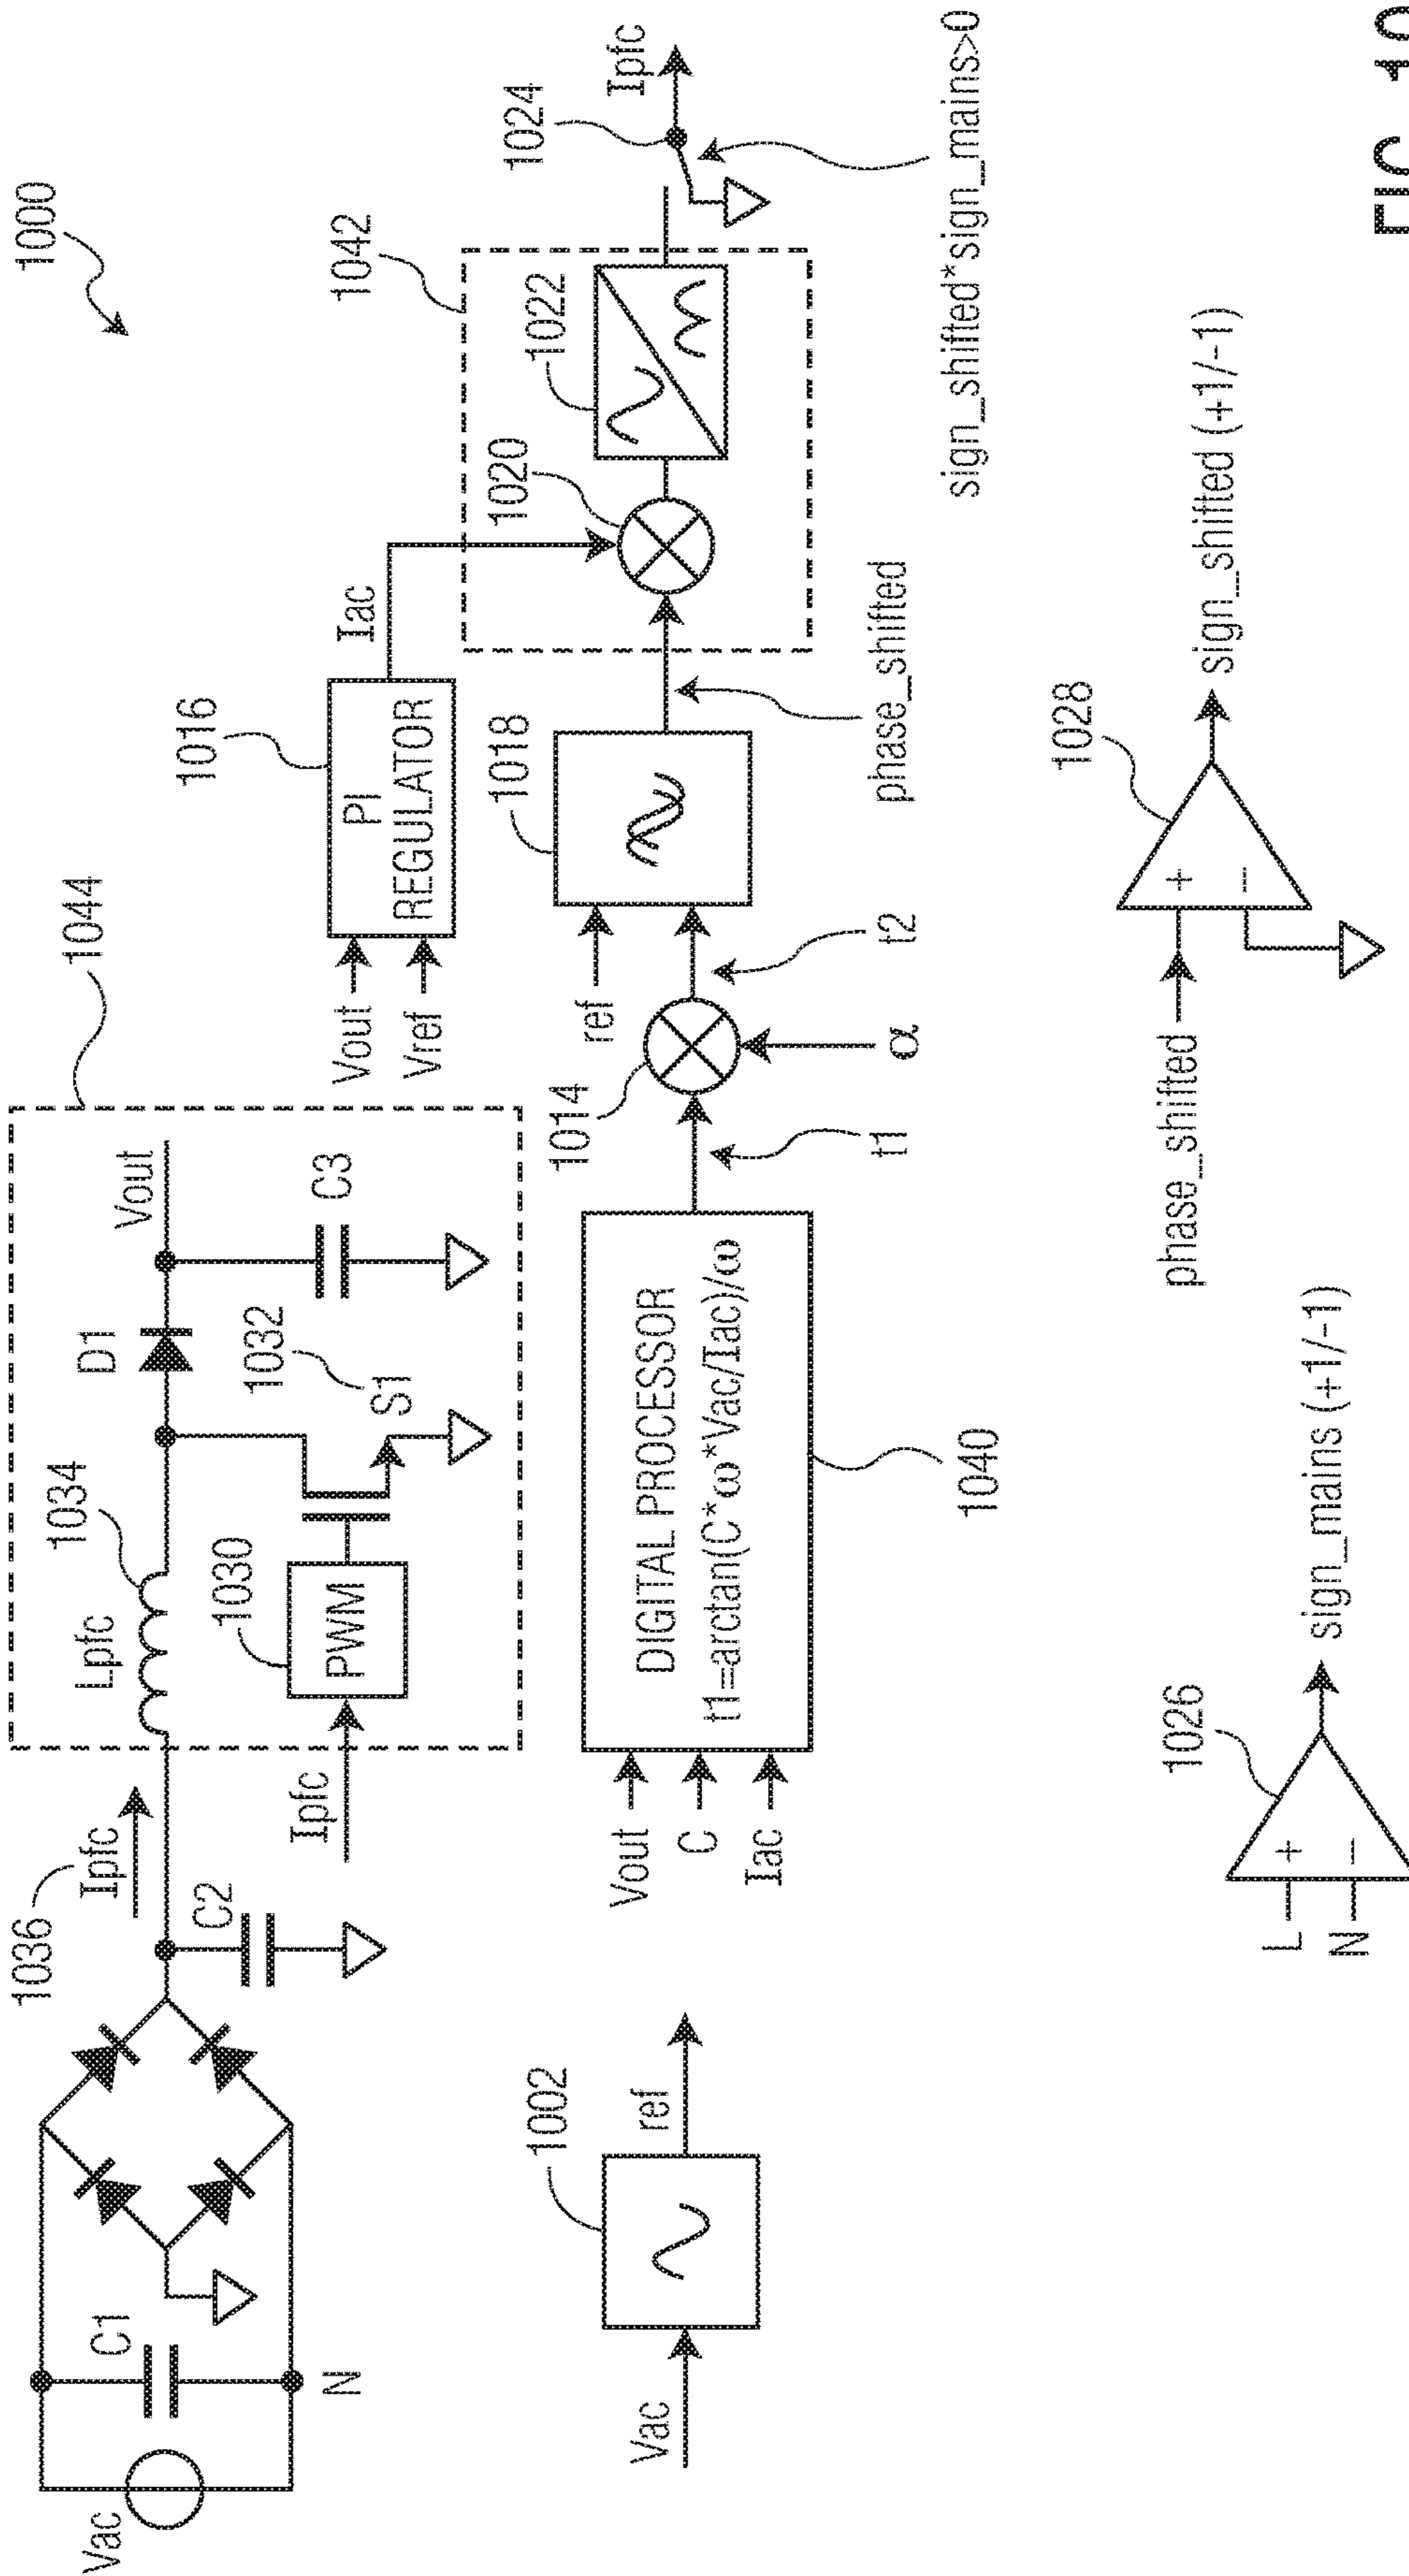 1000
1044
1036
Vac
C1
N
C2
Ipfc
Lpfc
1034
D1
Vout
C3
1032
S1
1030
PWM
Ipfc
1016
Vout
Vref
PI
REGULATOR
Iac
1042
1020
1022
1024
Ipfc
sign_shifted*sign_mains>0
1002
Vac
ref
Vout
C
Iac
DIGITAL PROCESSOR
t1=arctan(C*ω*Vac/Iac)/ω
1040
t1
1014
α
t2
ref
1018
phase_shifted
L
N
+
−
1026
sign_mains (+1/-1)
phase_shifted
+
−
1028
sign_shifted (+1/-1)
FIG. 10